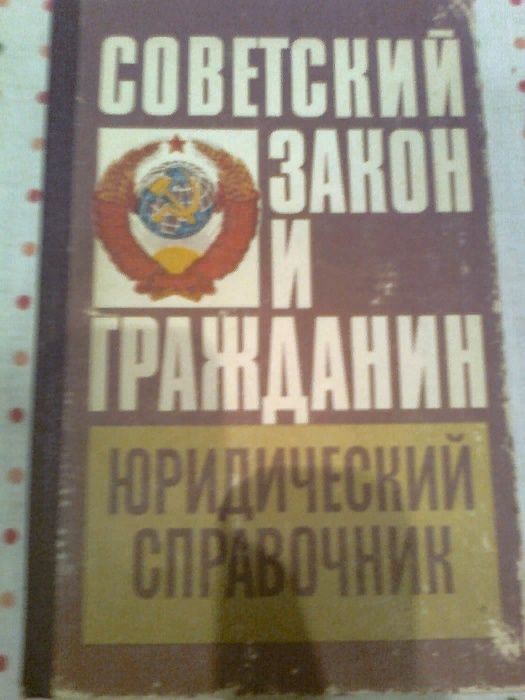 СОВЕТСКИЙ
ЗАКОН
И
ГРАЖДАНИН
ЮРИДИЧЕСКИЙ
СПРАВОЧНИК